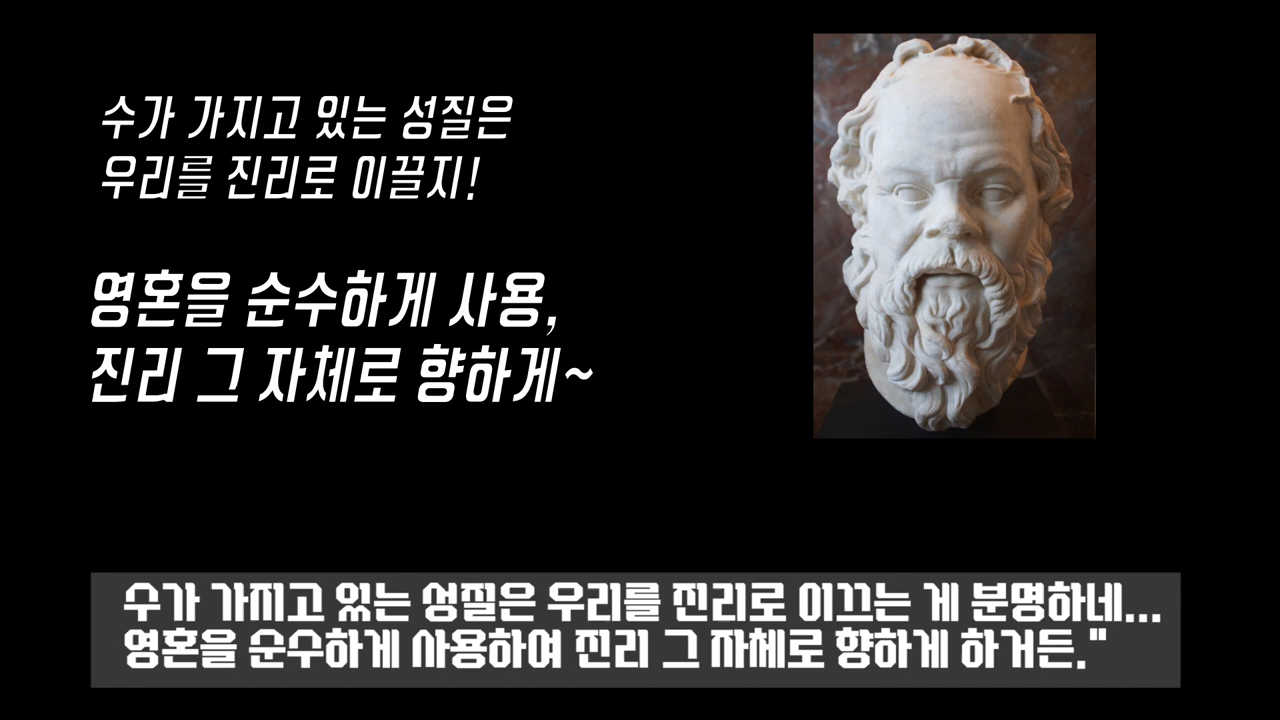 수가 가지고 있는 성질은
우리를 진리로 이끌지!
영혼을 순수하게 사용,
진리 그 자체로 향하게~
수가 가지고 있는 성질은 우리를 진리로 이끄는 게 분명하네...
영혼을 순수하게 사용하여 진리 그 자체로 향하게 하거든."